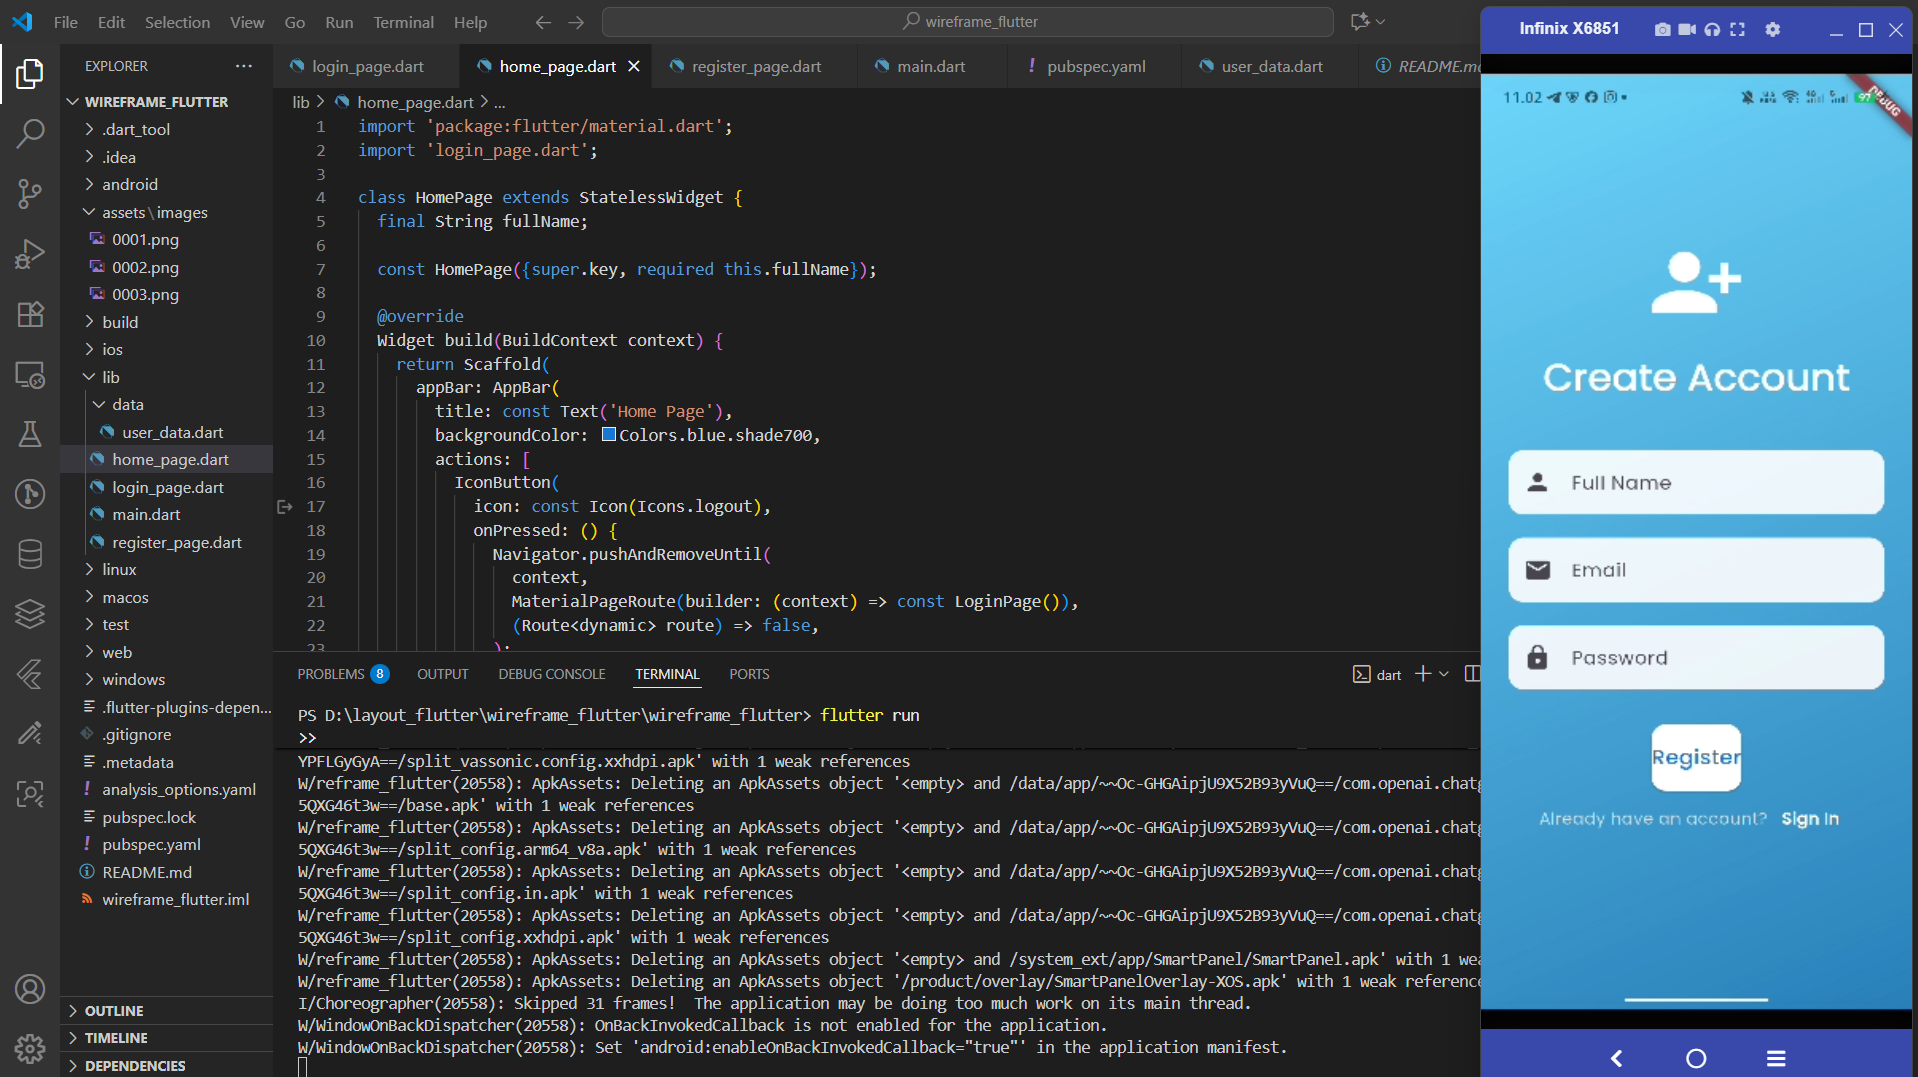 File Edit Selection View Go Run Terminal Help
wireframe_flutter
EXPLORER
WIREFRAME_FLUTTER
.dart_tool
.idea
android
assets\images
0001.png
0002.png
0003.png
build
ios
lib
data
user_data.dart
home_page.dart
login_page.dart
main.dart
register_page.dart
linux
macos
test
web
windows
.flutter-plugins-depen...
.gitignore
.metadata
analysis_options.yaml
pubspec.lock
pubspec.yaml
README.md
wireframe_flutter.iml
OUTLINE
TIMELINE
DEPENDENCIES
login_page.dart home_page.dart register_page.dart main.dart pubspec.yaml user_data.dart
lib > home_page.dart > ...
1 import 'package:flutter/material.dart';
2 import 'login_page.dart';
3
4 class HomePage extends StatelessWidget {
5 final String fullName;
6
7 const HomePage({super.key, required this.fullName});
8
9 @override
10 Widget build(BuildContext context) {
11 return Scaffold(
12 appBar: AppBar(
13 title: const Text('Home Page'),
14 backgroundColor: Colors.blue.shade700,
15 actions: [
16 IconButton(
17 icon: const Icon(Icons.logout),
18 onPressed: () {
19 Navigator.pushAndRemoveUntil(
20 context,
21 MaterialPageRoute(builder: (context) => const LoginPage()),
22 (Route<dynamic> route) => false,
23 );
PROBLEMS 8 OUTPUT DEBUG CONSOLE TERMINAL PORTS
dart
PS D:\layout_flutter\wireframe_flutter\wireframe_flutter> flutter run
>>
YPFLGyGyA==/split_vassonic.config.xxhdpi.apk' with 1 weak references
W/reframe_flutter(20558): ApkAssets: Deleting an ApkAssets object '<empty> and /data/app/~~Oc-GHGAipjU9X52B93yVuQ==/com.openai.chatg
5QXG46t3w==/base.apk' with 1 weak references
W/reframe_flutter(20558): ApkAssets: Deleting an ApkAssets object '<empty> and /data/app/~~Oc-GHGAipjU9X52B93yVuQ==/com.openai.chatg
5QXG46t3w==/split_config.arm64_v8a.apk' with 1 weak references
W/reframe_flutter(20558): ApkAssets: Deleting an ApkAssets object '<empty> and /data/app/~~Oc-GHGAipjU9X52B93yVuQ==/com.openai.chatg
5QXG46t3w==/split_config.in.apk' with 1 weak references
W/reframe_flutter(20558): ApkAssets: Deleting an ApkAssets object '<empty> and /data/app/~~Oc-GHGAipjU9X52B93yVuQ==/com.openai.chatg
5QXG46t3w==/split_config.xxhdpi.apk' with 1 weak references
W/reframe_flutter(20558): ApkAssets: Deleting an ApkAssets object '<empty> and /system_ext/app/SmartPanel/SmartPanel.apk' with 1 wea
W/reframe_flutter(20558): ApkAssets: Deleting an ApkAssets object '/product/overlay/SmartPanelOverlay-XOS.apk' with 1 weak reference
I/Choreographer(20558): Skipped 31 frames! The application may be doing too much work on its main thread.
W/WindowOnBackDispatcher(20558): OnBackInvokedCallback is not enabled for the application.
W/WindowOnBackDispatcher(20558): Set 'android:enableOnBackInvokedCallback="true"' in the application manifest.
Infinix X6851
11.02
DEBUG
Create Account
Full Name
Email
Password
Register
Already have an account? Sign In